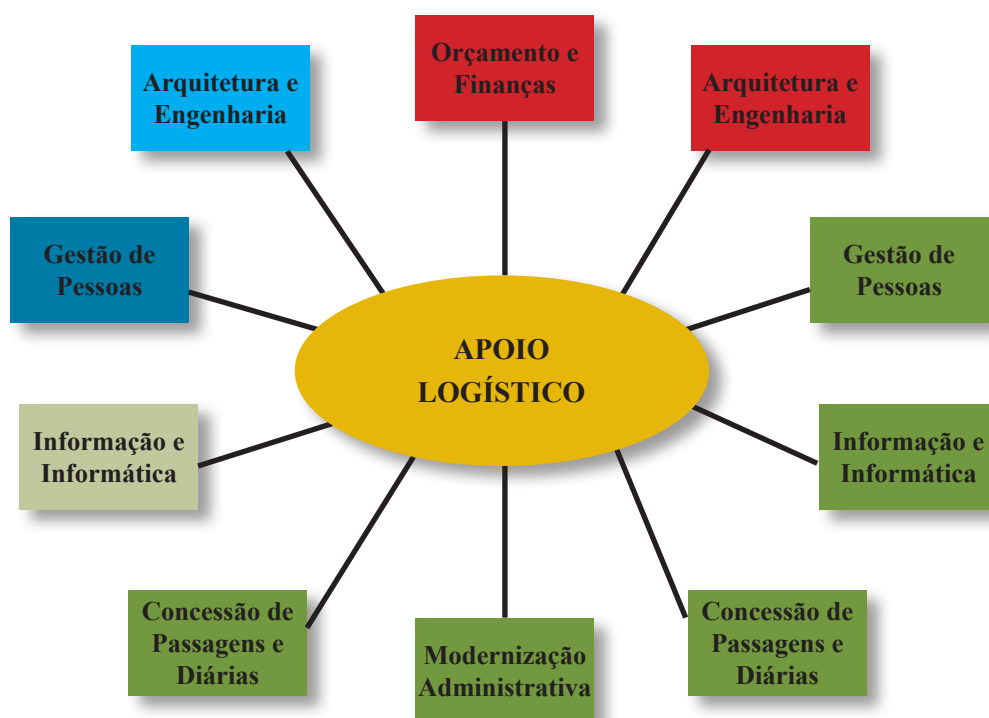 Orçamento e
Finanças
Arquitetura e
Engenharia
Arquitetura e
Engenharia
Gestão de
Pessoas
Gestão de
Pessoas
APOIO
LOGÍSTICO
Informação e
Informática
Informação e
Informática
Concessão de
Passagens e
Diárias
Modernização
Administrativa
Concessão de
Passagens e
Diárias